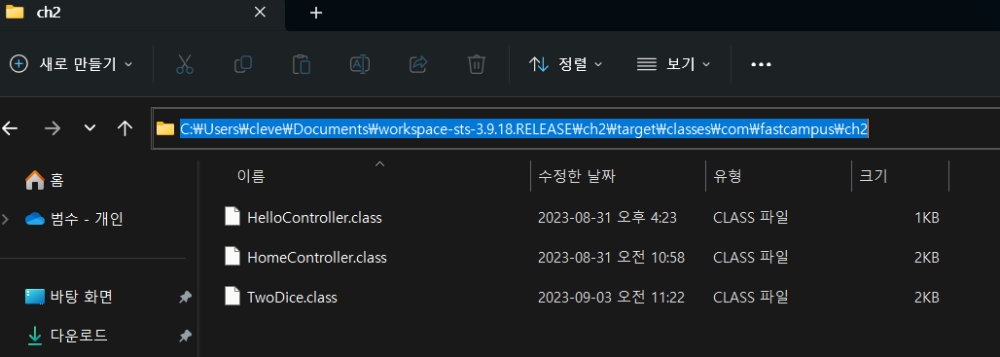 ch2
새로 만들기 정렬 보기
C:₩Users₩cleve₩Documents₩workspace-sts-3.9.18.RELEASE₩ch2₩target₩classes₩com₩fastcampus₩ch2
홈
범수 - 개인
바탕 화면
다운로드
이름 수정한 날짜 유형 크기
HelloController.class 2023-08-31 오후 4:23 CLASS 파일 1KB
HomeController.class 2023-08-31 오전 10:58 CLASS 파일 2KB
TwoDice.class 2023-09-03 오전 11:22 CLASS 파일 2KB